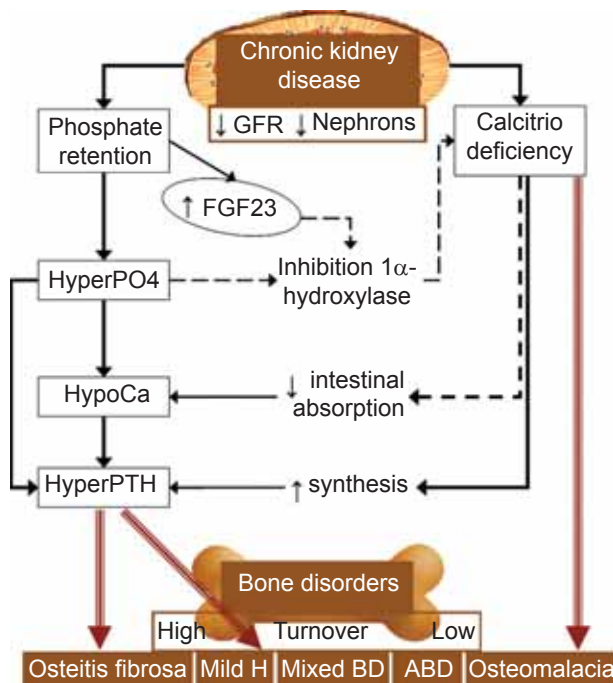 Chronic kidney
disease
↓ GFR ↓ Nephrons
Phosphate
retention
Calcitrio
deficiency
↑ FGF23
HyperPO4
Inhibition 1α-
hydroxylase
HypoCa
↓ intestinal
absorption
HyperPTH
↑ synthesis
Bone disorders
High Turnover Low
Osteitis fibrosa Mild H Mixed BD ABD Osteomalacia